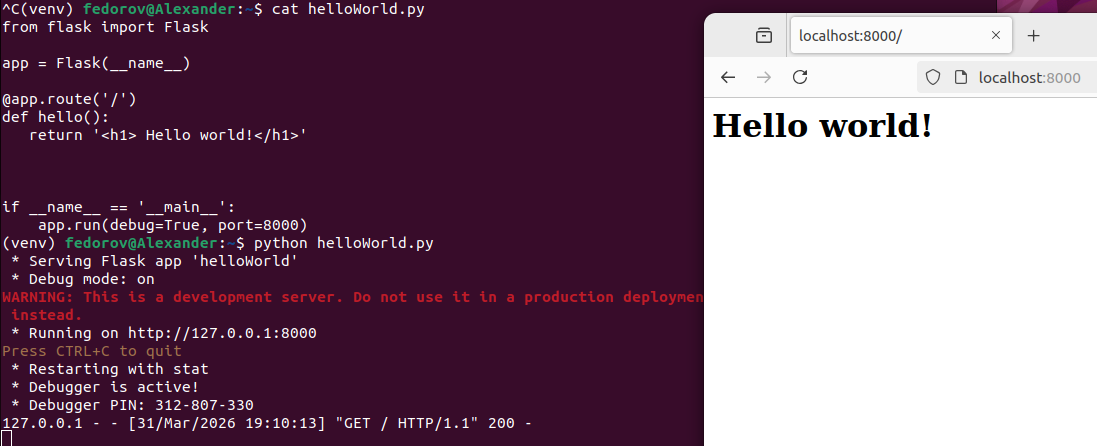 ^C(venv) fedorov@Alexander:~$ cat helloWorld.py
from flask import Flask

app = Flask(__name__)

@app.route('/')
def hello():
   return '<h1> Hello world!</h1>'

if __name__ == '__main__':
    app.run(debug=True, port=8000)
(venv) fedorov@Alexander:~$ python helloWorld.py
 * Serving Flask app 'helloWorld'
 * Debug mode: on
WARNING: This is a development server. Do not use it in a production deploymen
 instead.
 * Running on http://127.0.0.1:8000
Press CTRL+C to quit
 * Restarting with stat
 * Debugger is active!
 * Debugger PIN: 312-807-330
127.0.0.1 - - [31/Mar/2026 19:10:13] "GET / HTTP/1.1" 200 -
localhost:8000/
localhost:8000
Hello world!